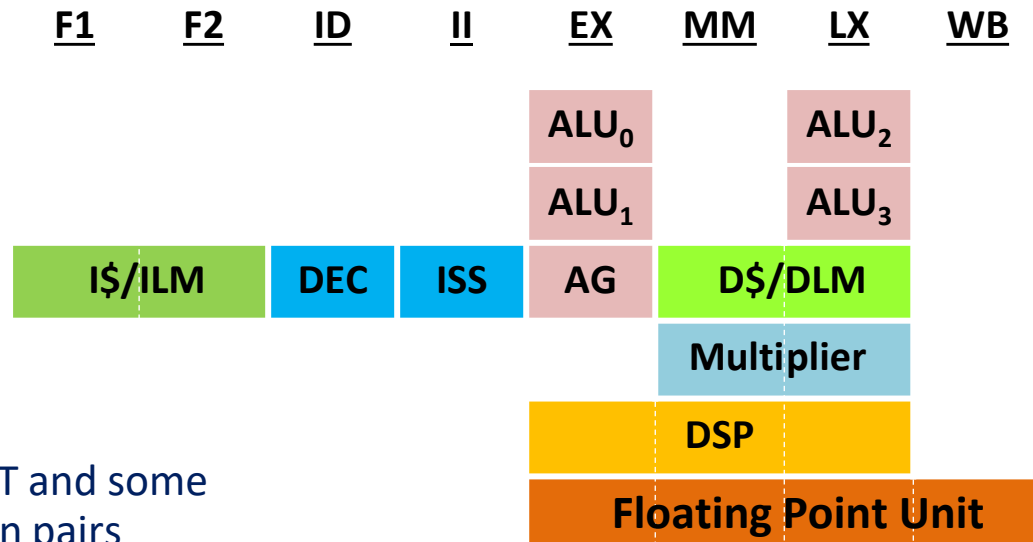 F1 F2 ID II EX MM LX WB
ALU0 ALU2
ALU1 ALU3
I$/ILM DEC ISS AG D$/DLM
Multiplier
DSP
T and some
Floating Point Unit
n pairs